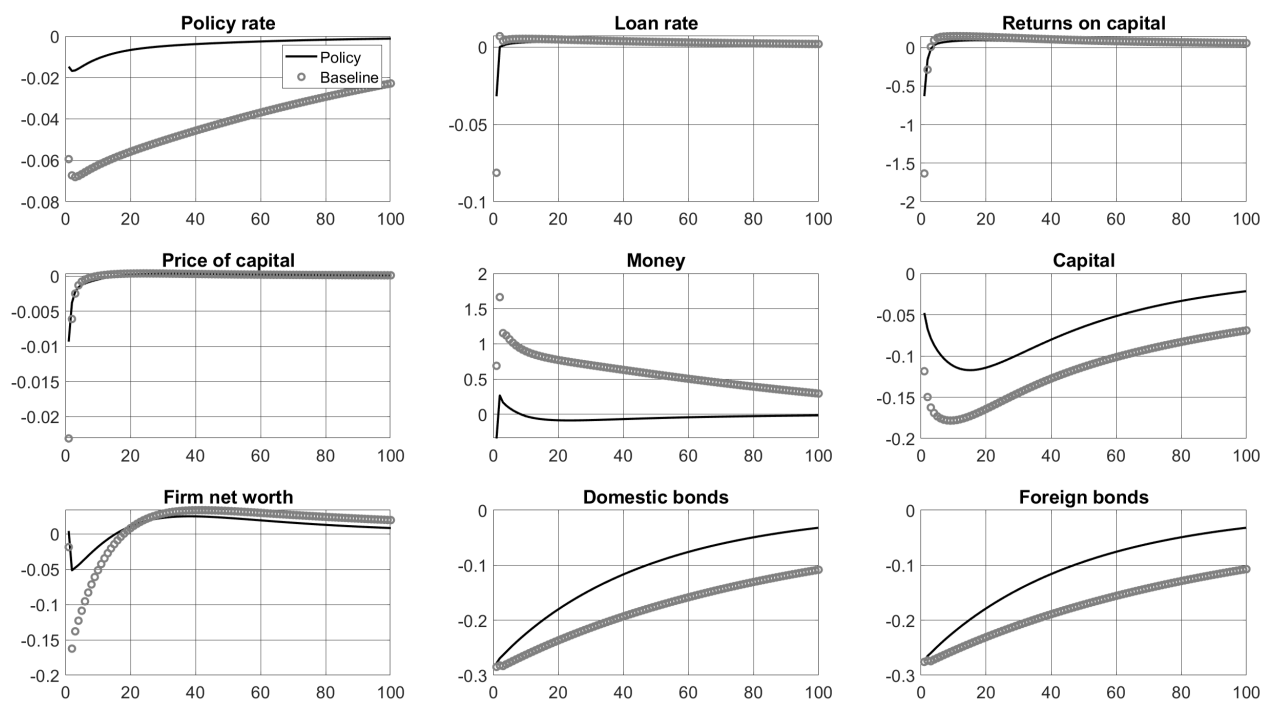 Policy rate
0
-0.02
-0.04
-0.06
-0.08
0 20 40 60 80 100
Policy
Baseline
Loan rate
0
-0.05
-0.1
0 20 40 60 80 100
Returns on capital
0
-0.5
-1
-1.5
-2
0 20 40 60 80 100
Price of capital
0
-0.005
-0.01
-0.015
-0.02
0 20 40 60 80 100
Money
2
1.5
1
0.5
0
0 20 40 60 80 100
Capital
0
-0.05
-0.1
-0.15
-0.2
0 20 40 60 80 100
Firm net worth
0
-0.05
-0.1
-0.15
-0.2
0 20 40 60 80 100
Domestic bonds
0
-0.1
-0.2
-0.3
0 20 40 60 80 100
Foreign bonds
0
-0.1
-0.2
-0.3
0 20 40 60 80 100